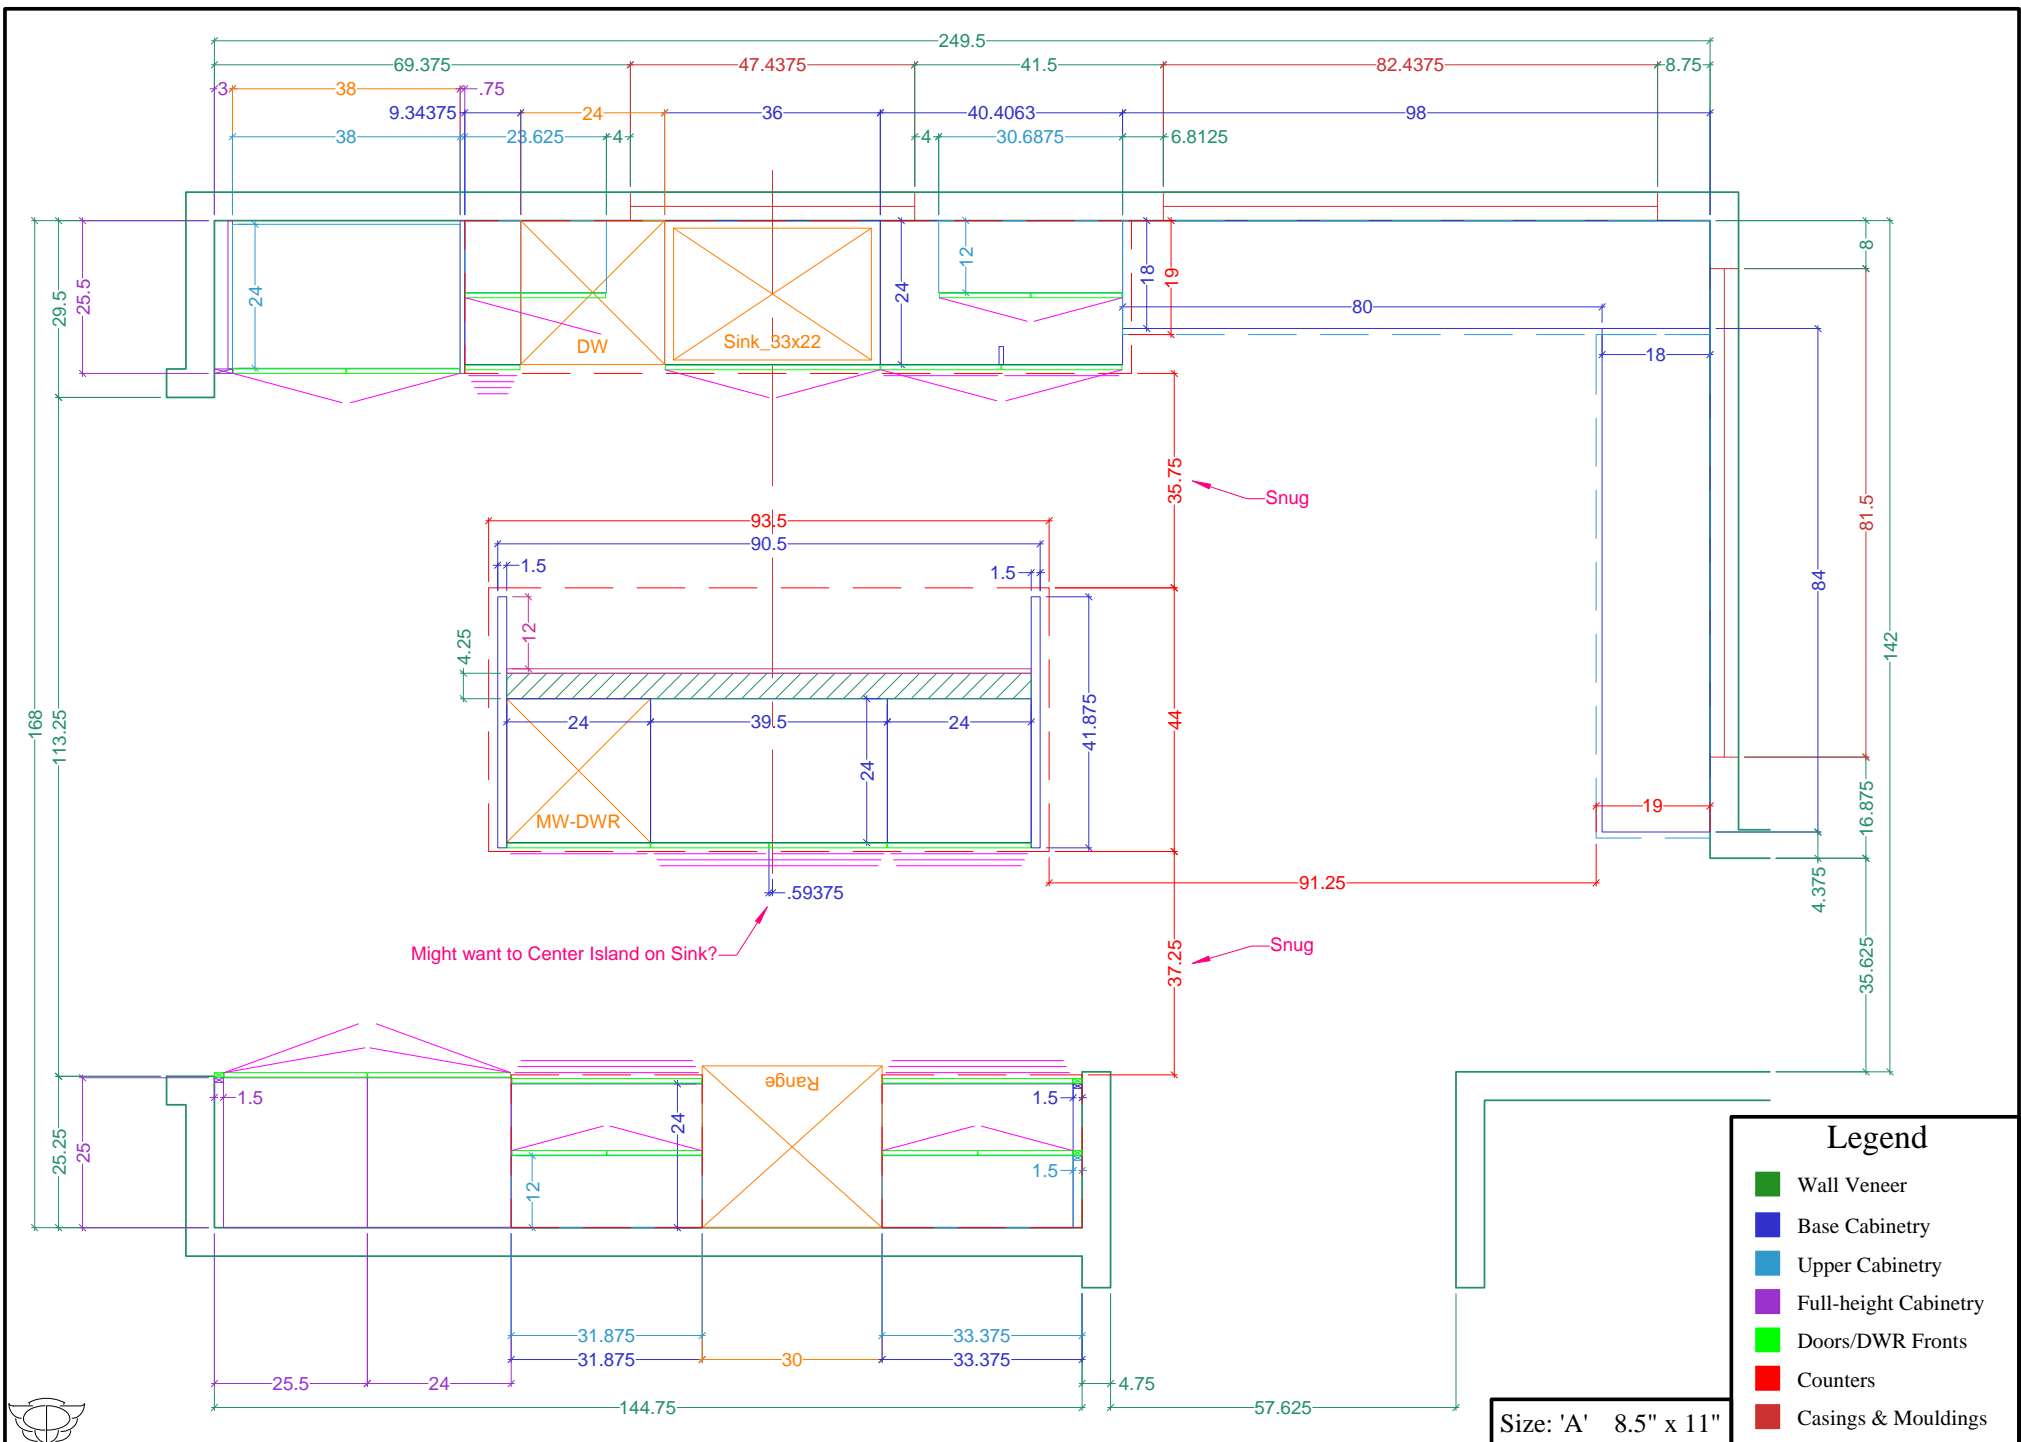 249.5
69.375 47.4375 41.5 82.4375 8.75
3 38 .75
9.34375 24 36 40.4063 98
38 23.625 4 4 30.6875 6.8125
29.5
25.5
24
24
12
18
19
8
DW
Sink_33x22
80
18
35.75
Snug
93.5
90.5
1.5
1.5
12
4.25
168
113.25
24 39.5 24
24
41.875
44
84
81.5
142
MW-DWR
19
16.875
.59375
91.25
4.375
Might want to Center Island on Sink?
37.25
Snug
35.625
Range
1.5
24
1.5
25.25
25
12
1.5
31.875 33.375
31.875 30 33.375
25.5 24 4.75
144.75 57.625
Legend
Wall Veneer
Base Cabinetry
Upper Cabinetry
Full-height Cabinetry
Doors/DWR Fronts
Counters
Casings & Mouldings
Size: 'A' 8.5" x 11"